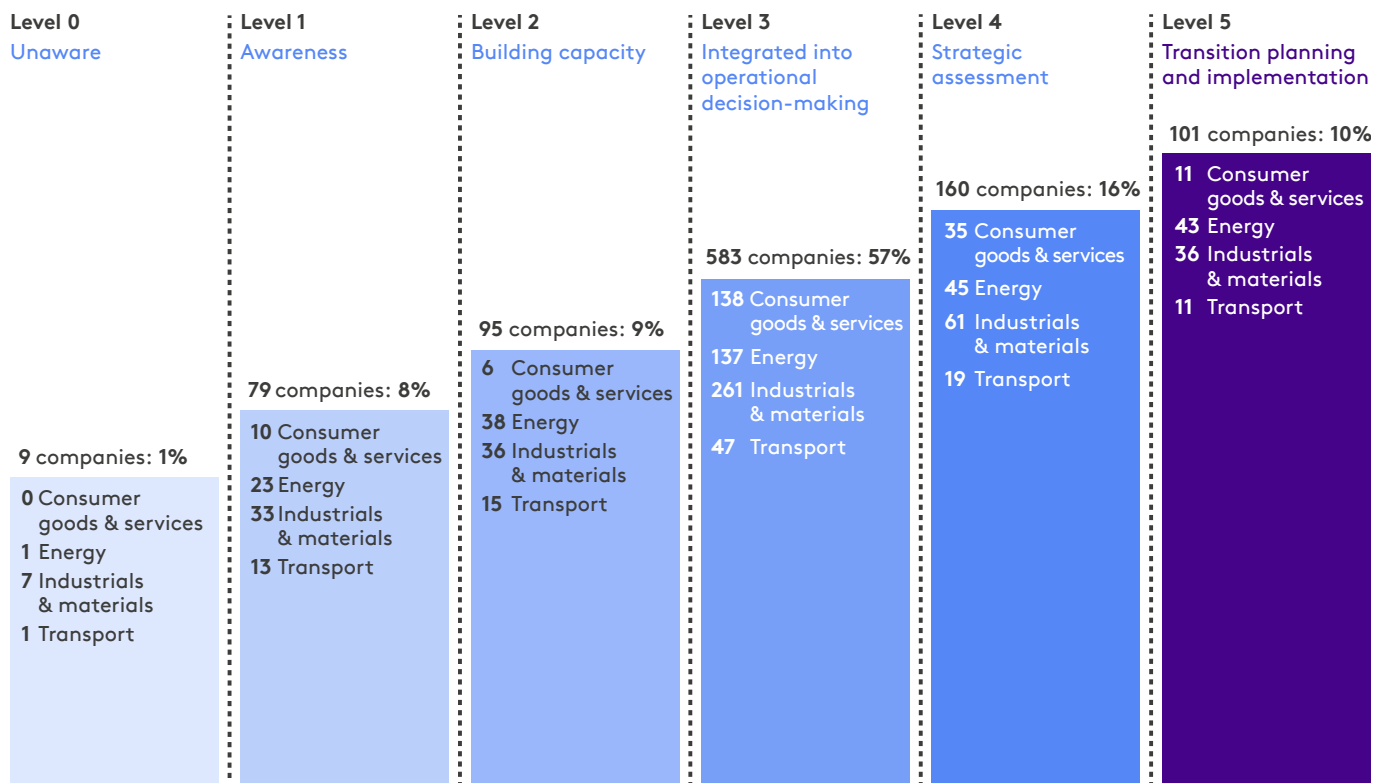 Level 0
Unaware
9 companies: 1%
0 Consumer
goods & services
1 Energy
7 Industrials
& materials
1 Transport
Level 1
Awareness
79 companies: 8%
10 Consumer
goods & services
23 Energy
33 Industrials
& materials
13 Transport
Level 2
Building capacity
95 companies: 9%
6 Consumer
goods & services
38 Energy
36 Industrials
& materials
15 Transport
Level 3
Integrated into
operational
decision-making
583 companies: 57%
138 Consumer
goods & services
137 Energy
261 Industrials
& materials
47 Transport
Level 4
Strategic
assessment
160 companies: 16%
35 Consumer
goods & services
45 Energy
61 Industrials
& materials
19 Transport
Level 5
Transition planning
and implementation
101 companies: 10%
11 Consumer
goods & services
43 Energy
36 Industrials
& materials
11 Transport